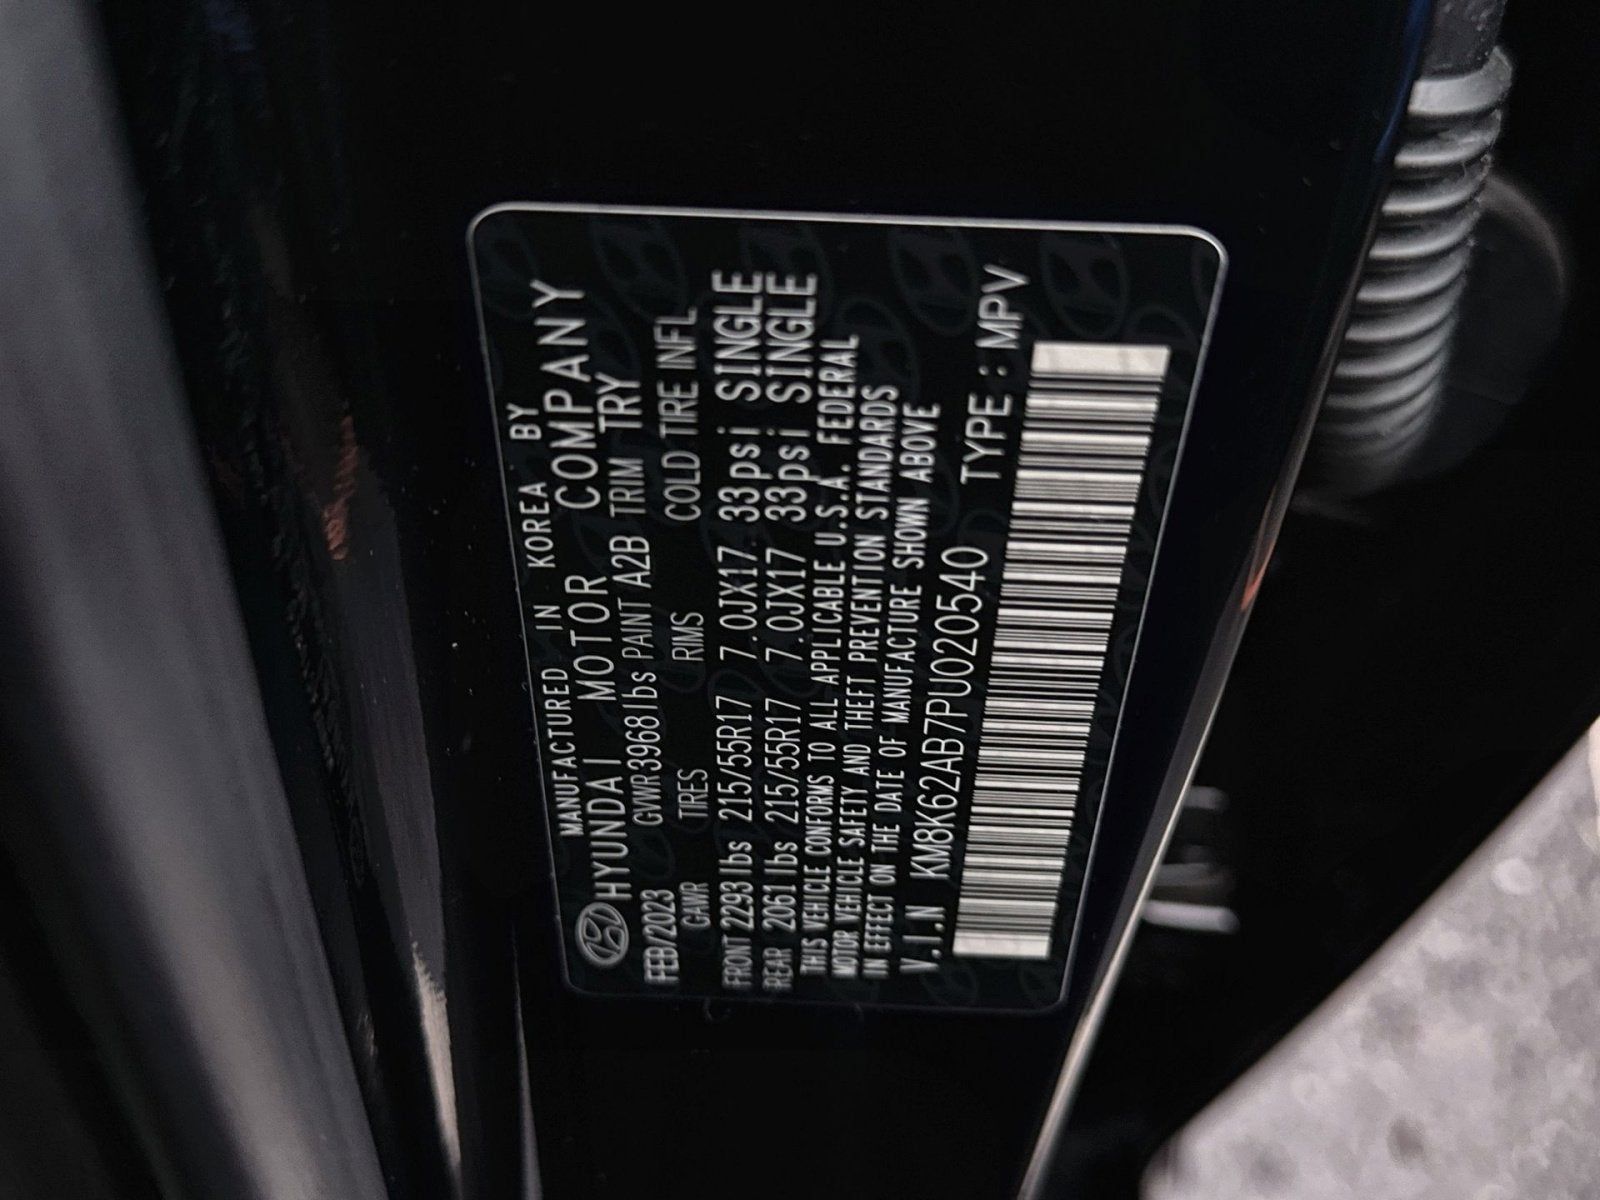 MANUFACTURED IN KOREA BY
HYUNDAI MOTOR COMPANY
FEB/2023 GVWR3968lbs PAINT A2B TRIM TRY
GAWR TIRES RIMS COLD TIRE INFL
FRONT 2293lbs 215/55R17 7.0JX17 33psi SINGLE
REAR 2061lbs 215/55R17 7.0JX17 33psi SINGLE
THIS VEHICLE CONFORMS TO ALL APPLICABLE U.S.A. FEDERAL
MOTOR VEHICLE SAFETY AND THEFT PREVENTION STANDARDS
IN EFFECT ON THE DATE OF MANUFACTURE SHOWN ABOVE
V.I.N KM8K62AB7PU020540 TYPE : MPV